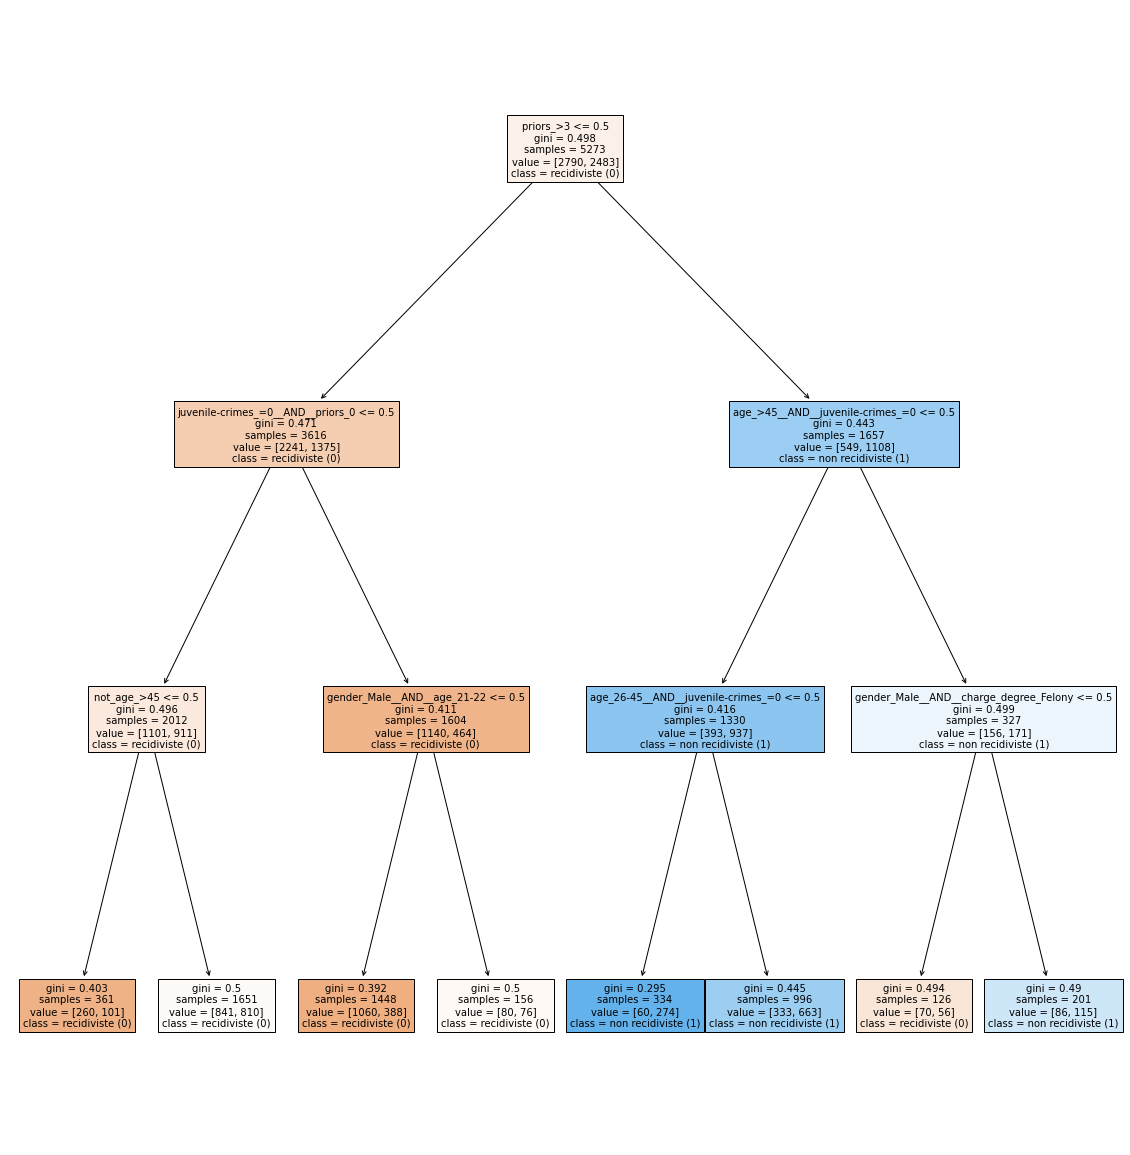 priors_>3 <= 0.5
gini = 0.498
samples = 5273
value = [2790, 2483]
class = recidiviste (0)
juvenile-crimes_=0__AND__priors_0 <= 0.5
gini = 0.471
samples = 3616
value = [2241, 1375]
class = recidiviste (0)
age_>45__AND__juvenile-crimes_=0 <= 0.5
gini = 0.443
samples = 1657
value = [549, 1108]
class = non recidiviste (1)
not_age_>45 <= 0.5
gini = 0.496
samples = 2012
value = [1101, 911]
class = recidiviste (0)
gender_Male__AND__age_21-22 <= 0.5
gini = 0.411
samples = 1604
value = [1140, 464]
class = recidiviste (0)
age_26-45__AND__juvenile-crimes_=0 <= 0.5
gini = 0.416
samples = 1330
value = [393, 937]
class = non recidiviste (1)
gender_Male__AND__charge_degree_Felony <= 0.5
gini = 0.499
samples = 327
value = [156, 171]
class = non recidiviste (1)
gini = 0.403
samples = 361
value = [260, 101]
class = recidiviste (0)
gini = 0.5
samples = 1651
value = [841, 810]
class = recidiviste (0)
gini = 0.392
samples = 1448
value = [1060, 388]
class = recidiviste (0)
gini = 0.5
samples = 156
value = [80, 76]
class = recidiviste (0)
gini = 0.295
samples = 334
value = [60, 274]
class = non recidiviste (1)
gini = 0.445
samples = 996
value = [333, 663]
class = non recidiviste (1)
gini = 0.494
samples = 126
value = [70, 56]
class = recidiviste (0)
gini = 0.49
samples = 201
value = [86, 115]
class = non recidiviste (1)